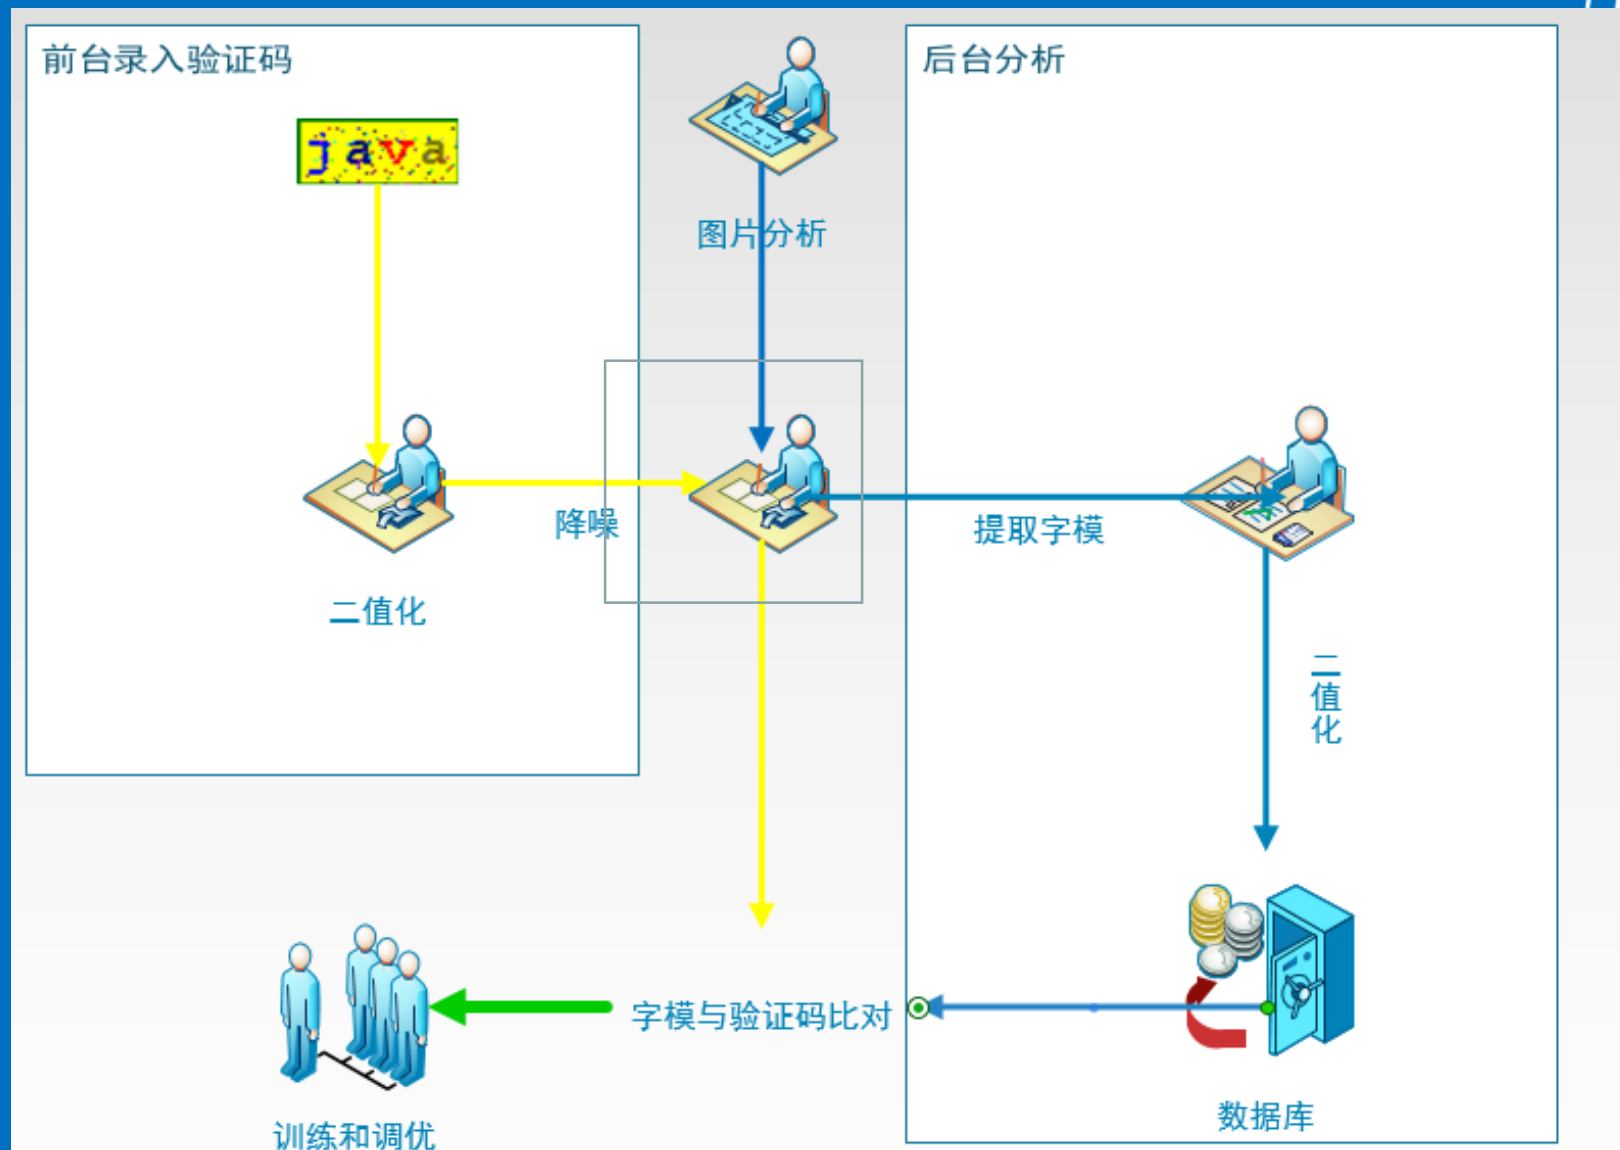 前台录入验证码
后台分析
java
图片分析
降噪
提取字模
二值化
二值化
字模与验证码比对
数据库
训练和调优